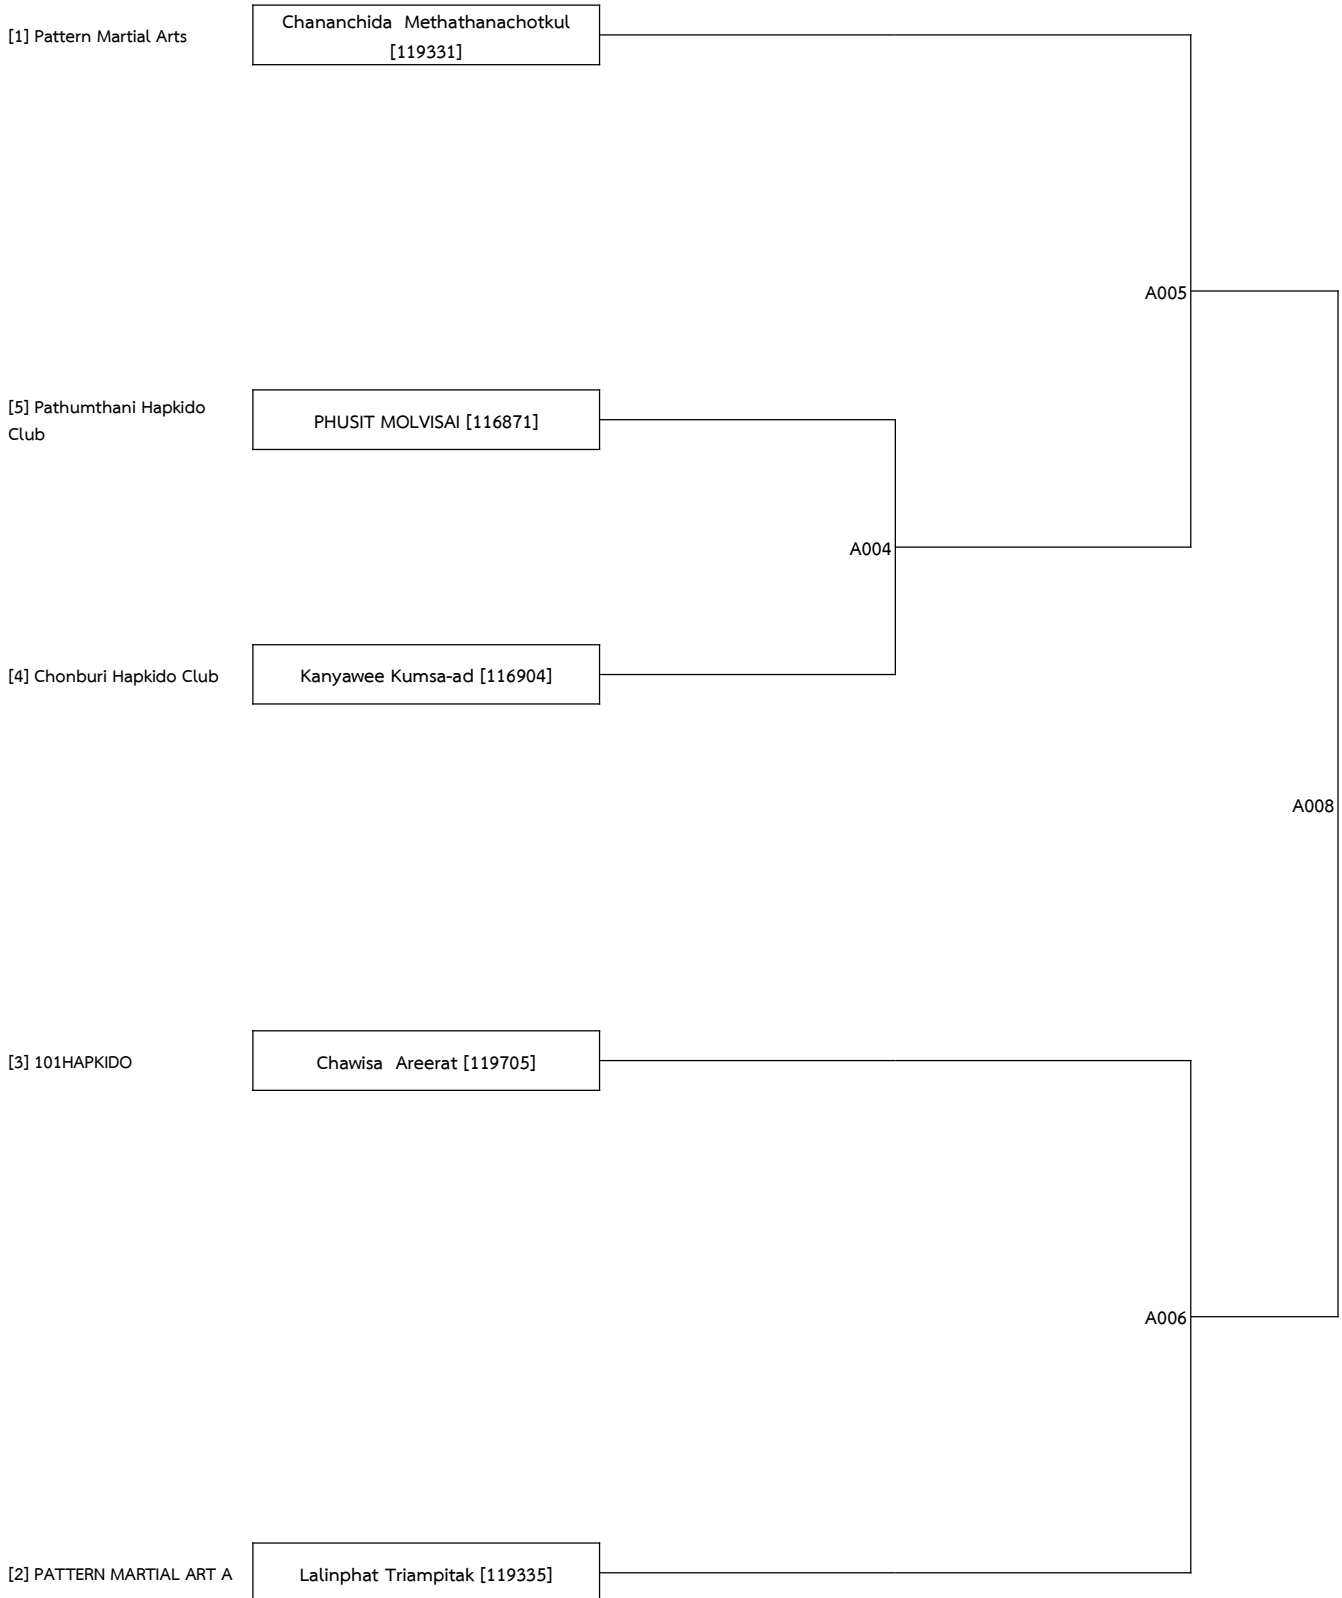 [1] Pattern Martial Arts
Chananchida  Methathanachotkul
[119331]
A005
[5] Pathumthani Hapkido
Club
PHUSIT MOLVISAI [116871]
A004
[4] Chonburi Hapkido Club
Kanyawee Kumsa-ad [116904]
A008
[3] 101HAPKIDO
Chawisa  Areerat [119705]
A006
[2] PATTERN MARTIAL ART A
Lalinphat Triampitak [119335]